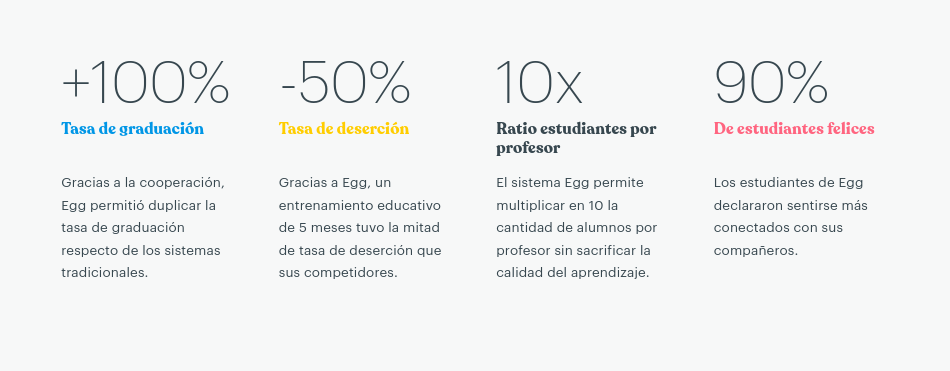 +100%
Tasa de graduación
Gracias a la cooperación,
Egg permitió duplicar la
tasa de graduación
respecto de los sistemas
tradicionales.
-50%
Tasa de deserción
Gracias a Egg, un
entrenamiento educativo
de 5 meses tuvo la mitad
de tasa de deserción que
sus competidores.
10x
Ratio estudiantes por
profesor
El sistema Egg permite
multiplicar en 10 la
cantidad de alumnos por
profesor sin sacrificar la
calidad del aprendizaje.
90%
De estudiantes felices
Los estudiantes de Egg
declararon sentirse más
conectados con sus
compañeros.